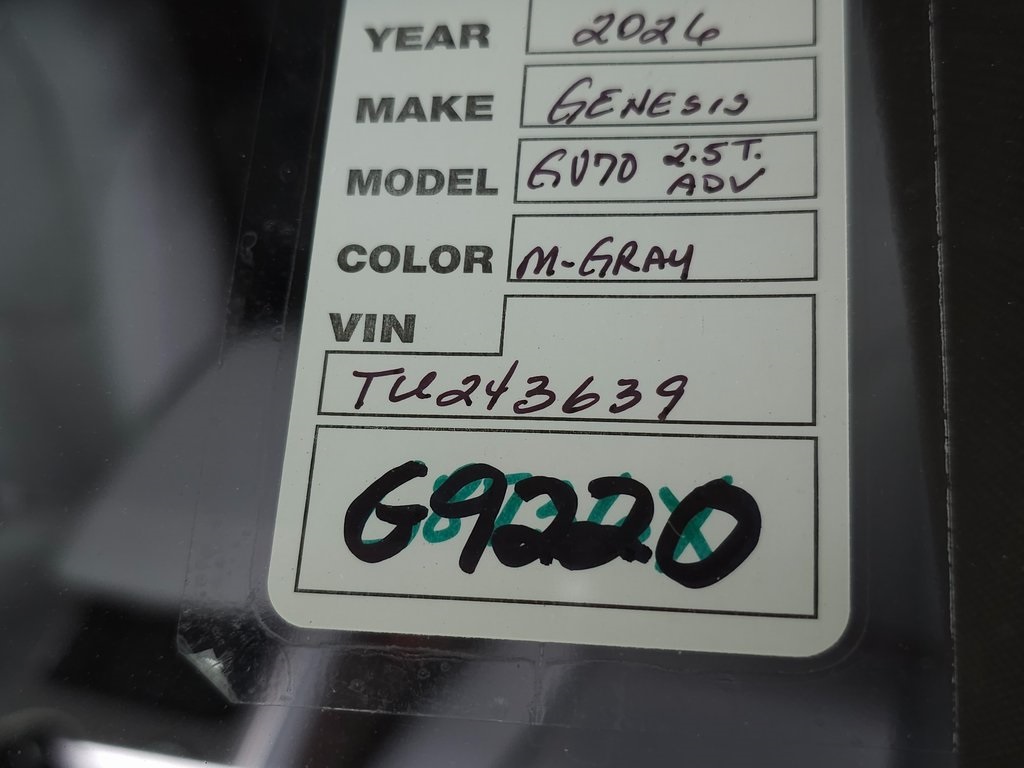 YEAR 2026
MAKE GENESIS
MODEL GV70 2.5T. ADV
COLOR M-GRAY
VIN
TU243639
G9220